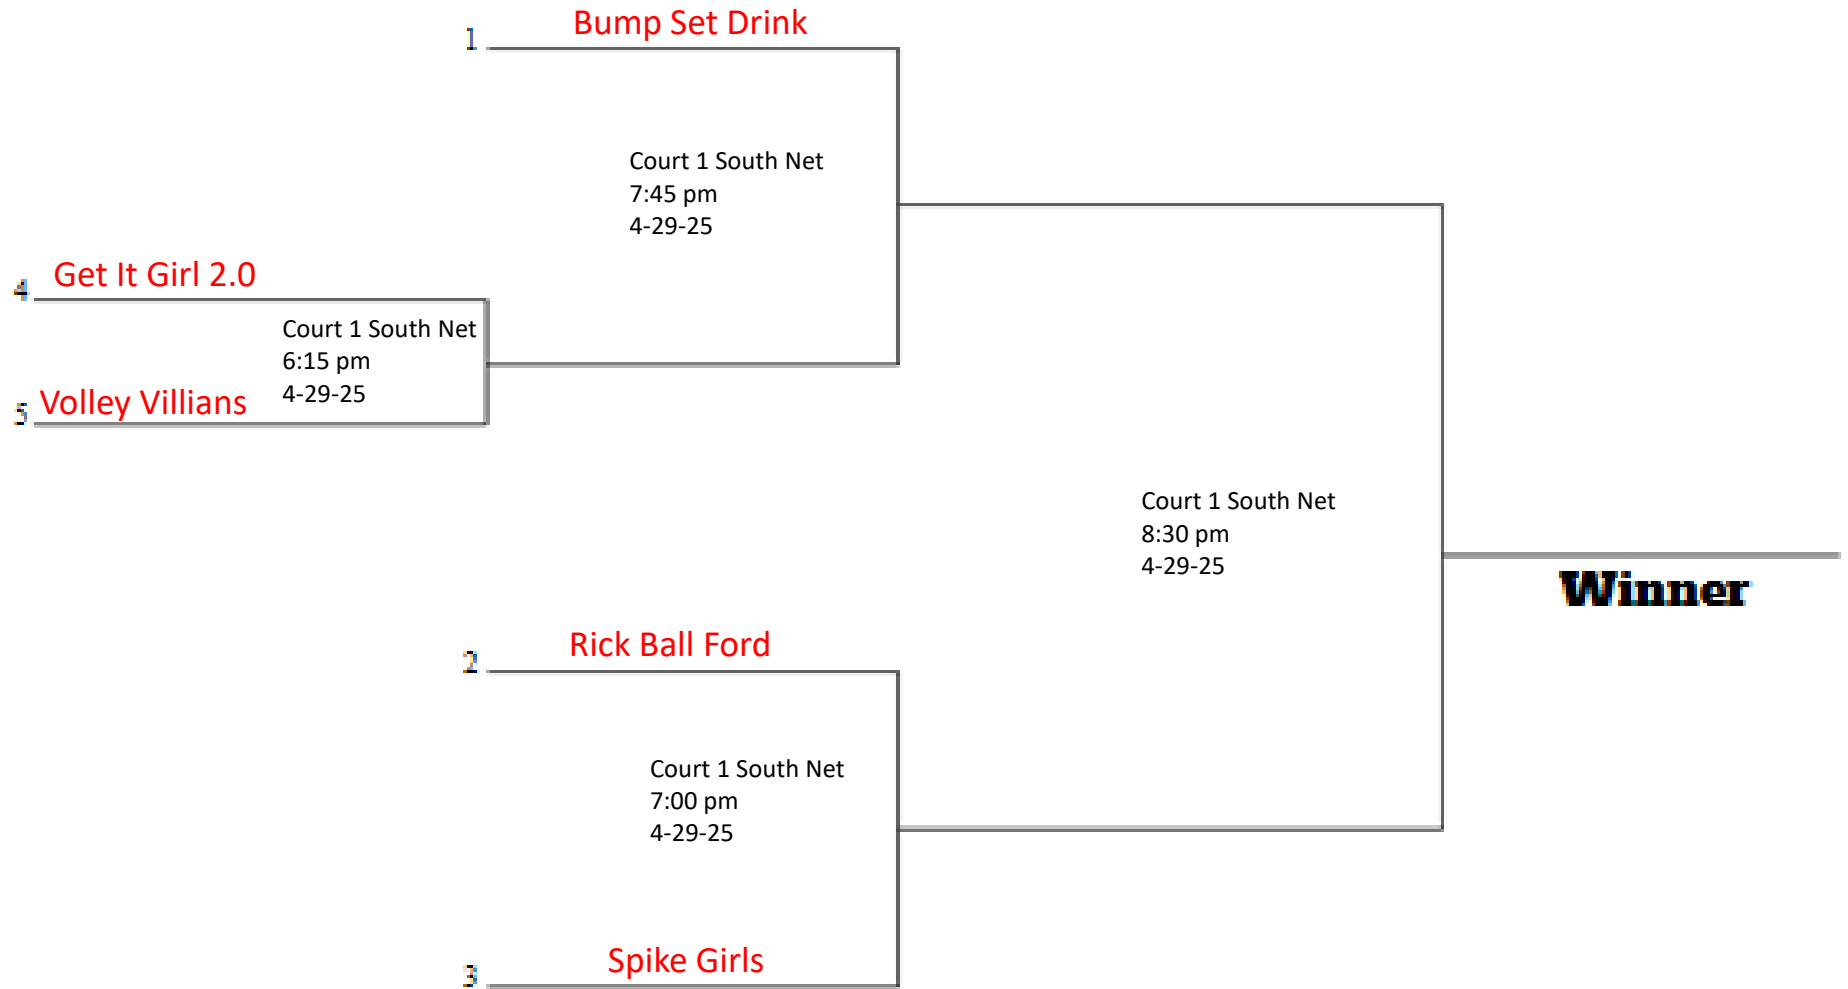 1 Bump Set Drink
Court 1 South Net
7:45 pm
4-29-25
4 Get It Girl 2.0
Court 1 South Net
6:15 pm
4-29-25
5 Volley Villians
Court 1 South Net
8:30 pm
4-29-25
Winner
2 Rick Ball Ford
Court 1 South Net
7:00 pm
4-29-25
3 Spike Girls